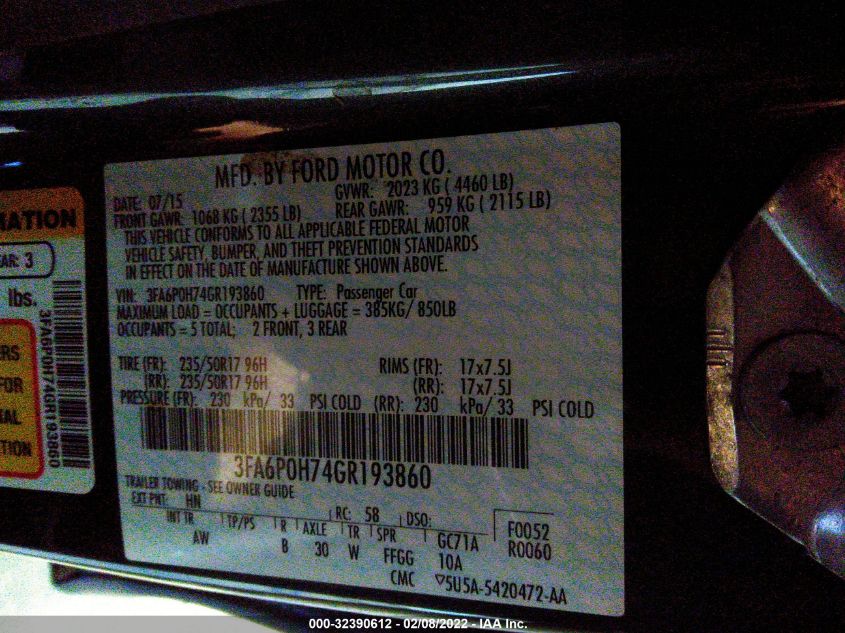 MATION
EAR: 3
lbs.
ERS
FOR
TION
3FA6P0H74GR193860
MFD. BY FORD MOTOR CO.
DATE: 07/15 GVWR: 2023 KG ( 4460 LB)
FRONT GAWR: 1068 KG ( 2355 LB) REAR GAWR: 959 KG ( 2115 LB)
THIS VEHICLE CONFORMS TO ALL APPLICABLE FEDERAL MOTOR
VEHICLE SAFETY, BUMPER, AND THEFT PREVENTION STANDARDS
IN EFFECT ON THE DATE OF MANUFACTURE SHOWN ABOVE.
VIN: 3FA6P0H74GR193860 TYPE: Passenger Car
MAXIMUM LOAD = OCCUPANTS + LUGGAGE = 385KG/ 850LB
OCCUPANTS = 5 TOTAL; 2 FRONT, 3 REAR
TIRE (FR): 235/50R17 96H RIMS (FR): 17x7.5J
(RR): 235/50R17 96H (RR): 17x7.5J
PRESSURE (FR): 230 kPa/ 33 PSI COLD (RR): 230 kPa/ 33 PSI COLD
3FA6P0H74GR193860
TRAILER TOWING - SEE OWNER GUIDE
EXT PNT: HN RC: 58 DSO: F0052
INT TR TP/PS R AXLE TR SPR GC71A R0060
AW B 30 W FFGG 10A
CMC ▽5U5A-5420472-AA
000-32390612 - 02/08/2022 - IAA Inc.